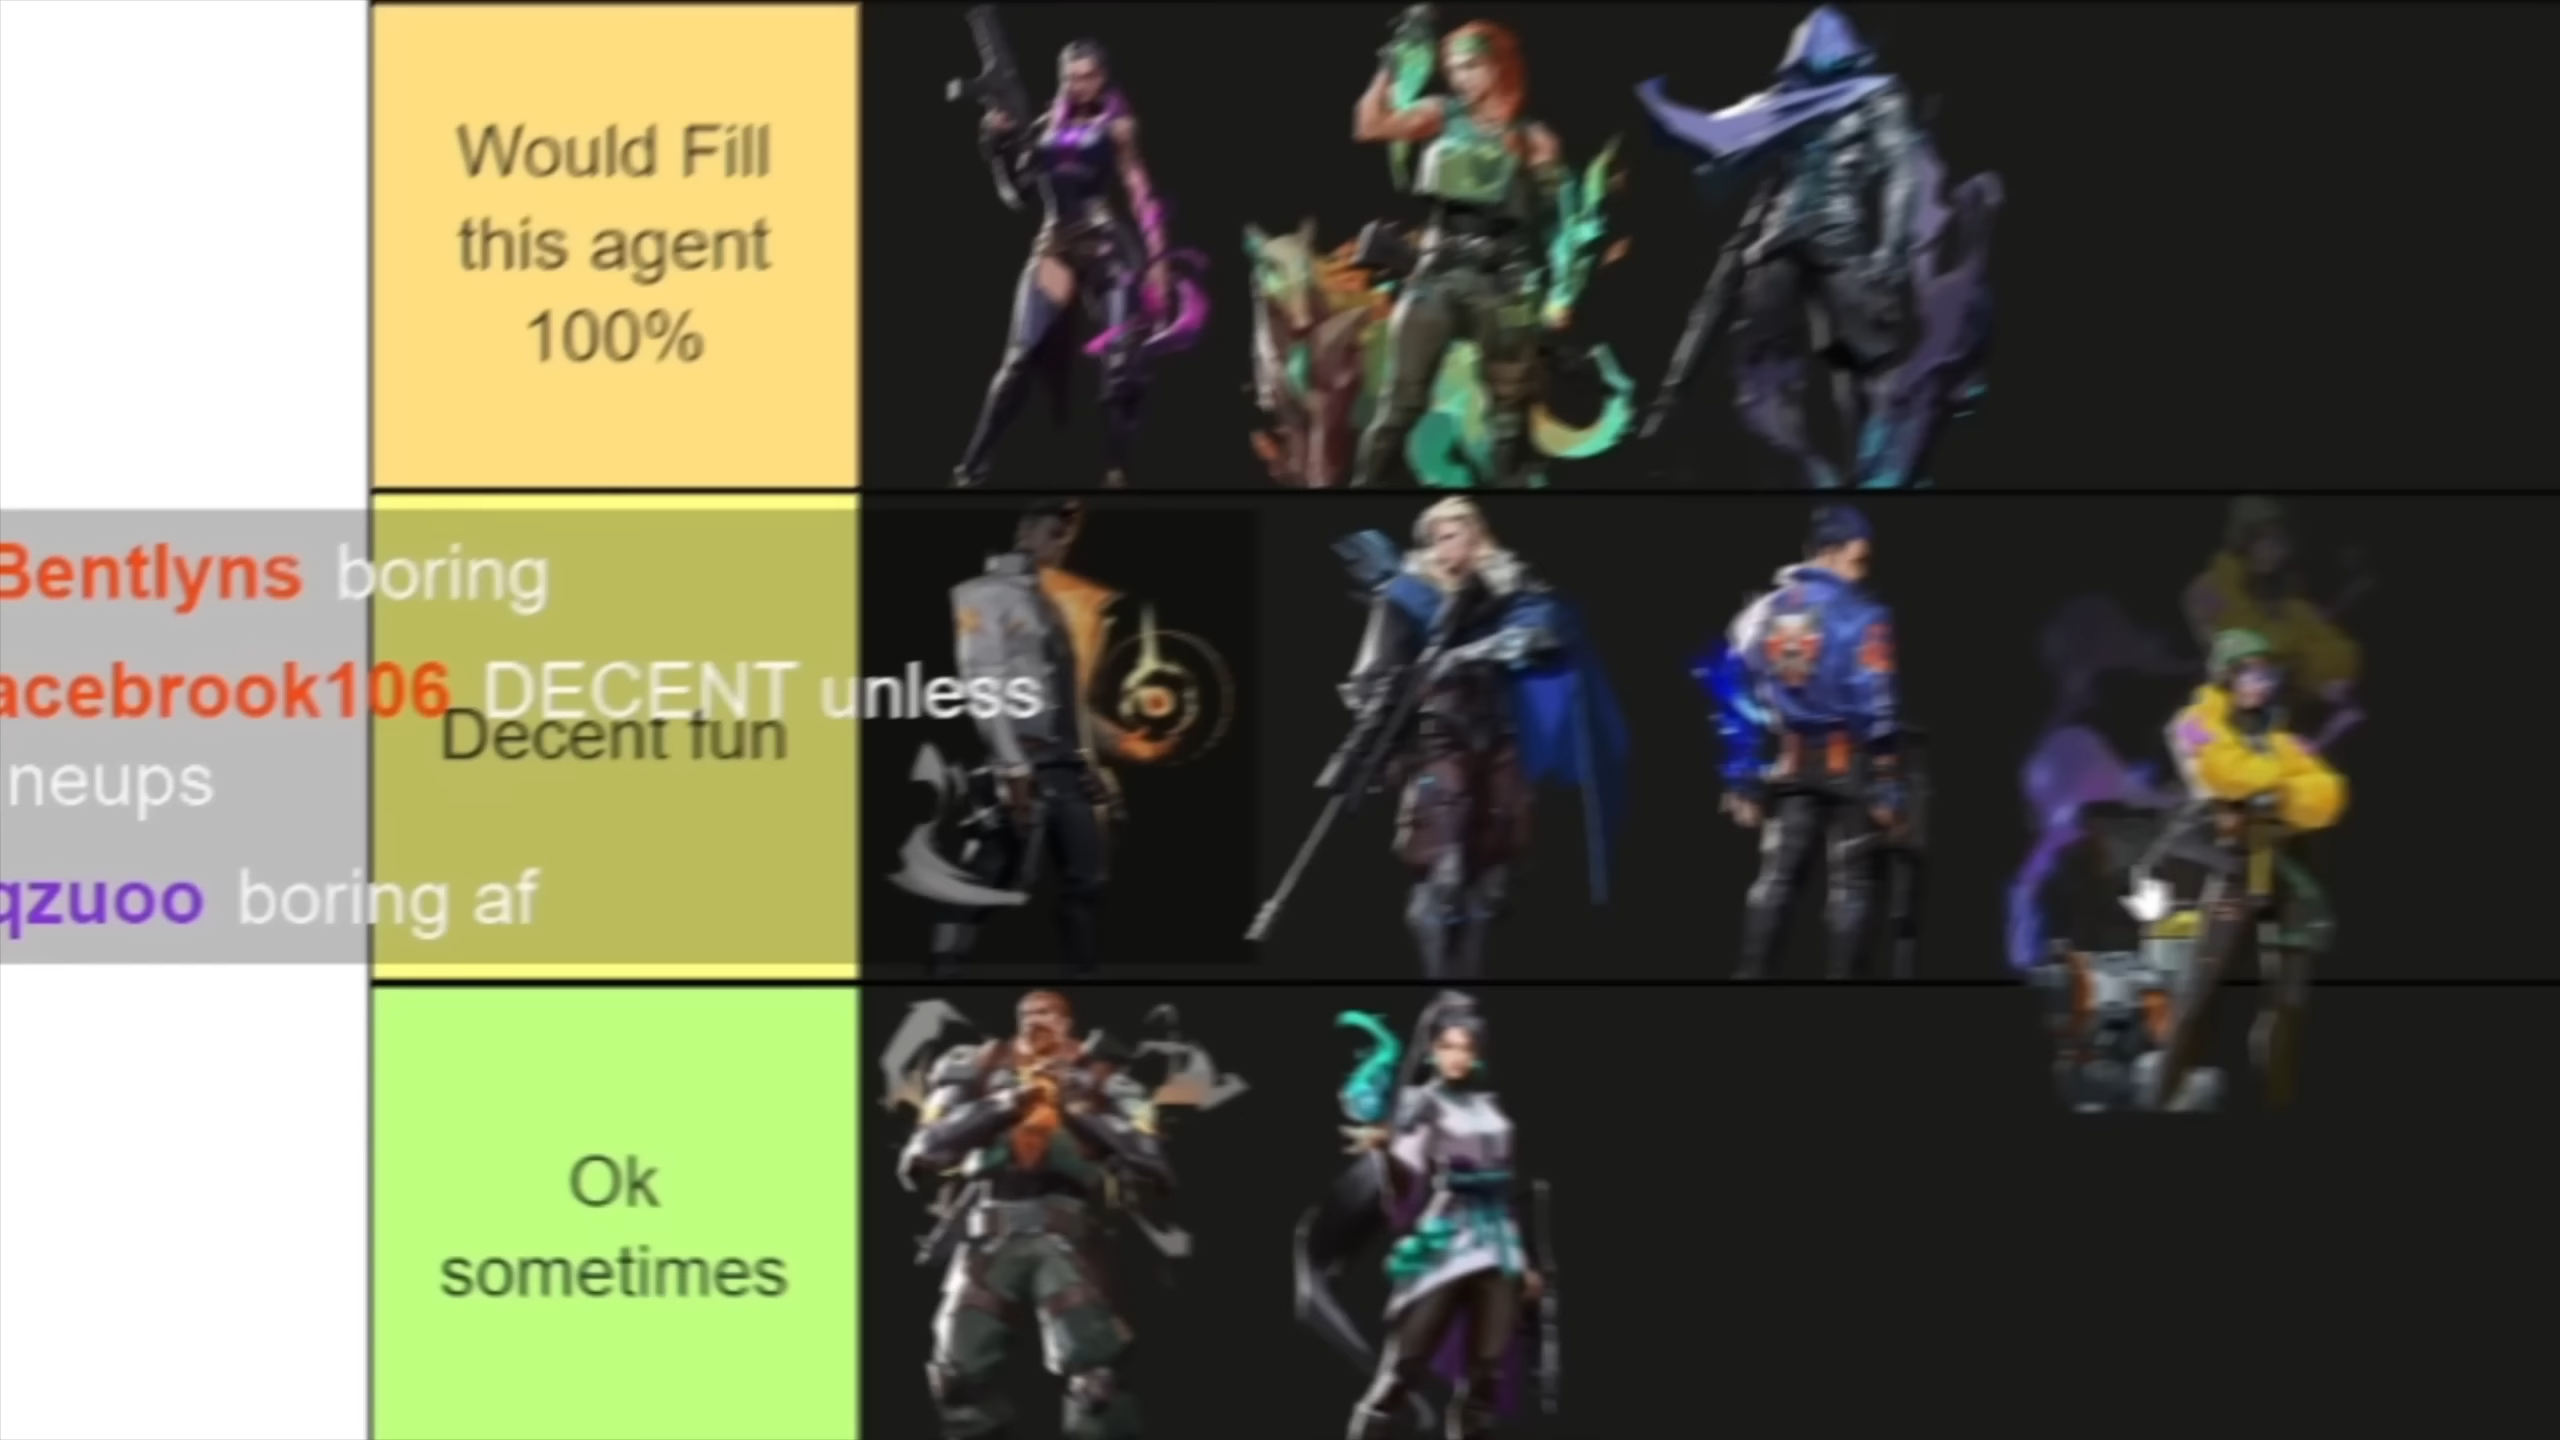 Would Fill
this agent
100%
Bentlyns boring
acebrook106 DECENT unless
neups
qzuoo boring af
Decent fun
Ok
sometimes